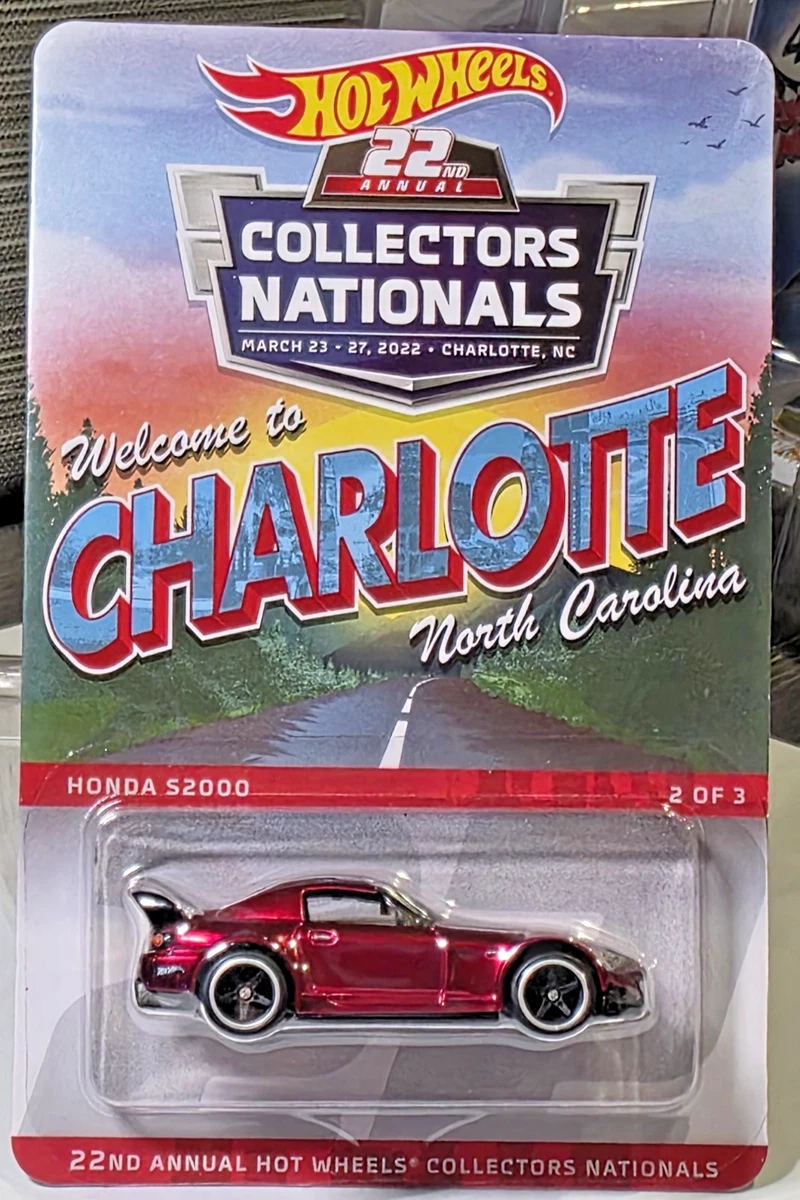 HOT WHEELS
22ND
ANNUAL
COLLECTORS
NATIONALS
MARCH 23 - 27, 2022 • CHARLOTTE, NC
Welcome to
CHARLOTTE
North Carolina
HONDA S2000
2 OF 3
22ND ANNUAL HOT WHEELS® COLLECTORS NATIONALS